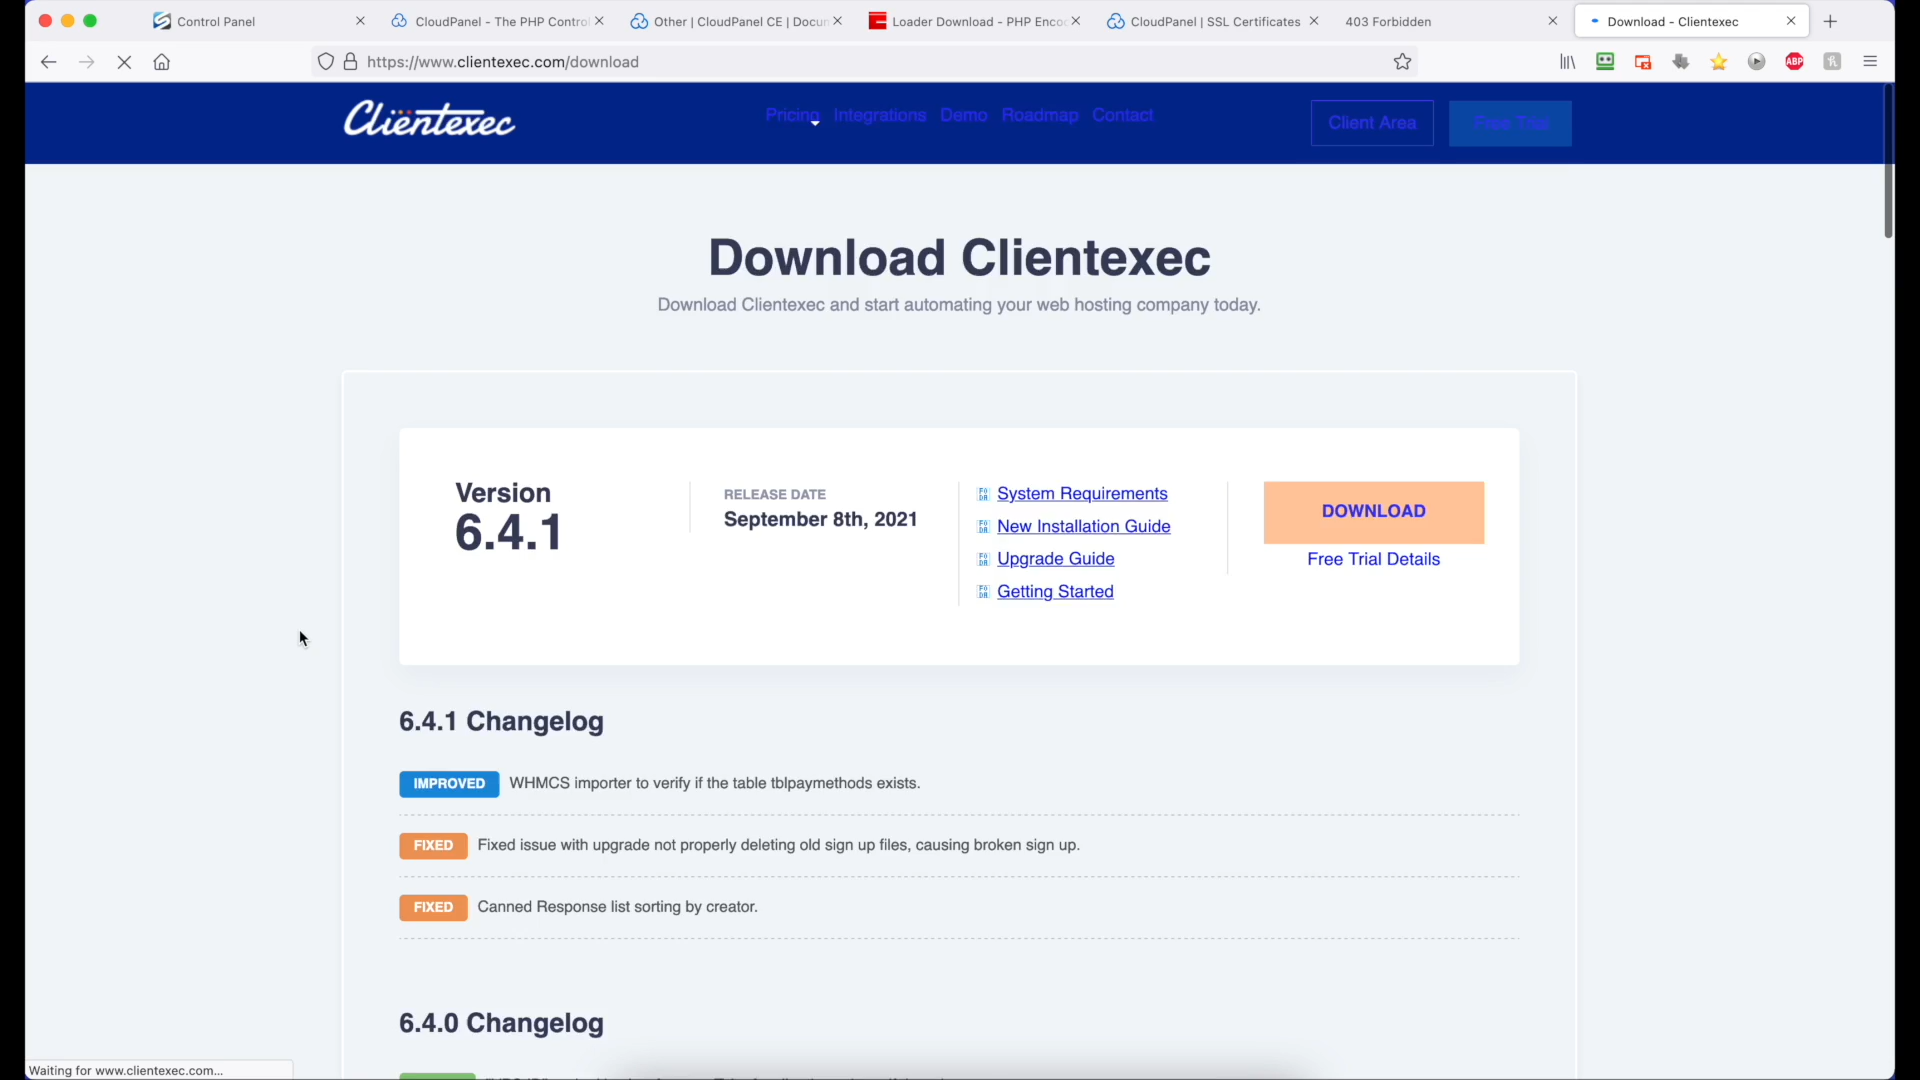 Control Panel
CloudPanel - The PHP Contro
Other | CloudPanel CE | Docum
Loader Download - PHP Enco
CloudPanel | SSL Certificates
403 Forbidden
Download - Clientexec
https://www.clientexec.com/download
ABP
Clientexec
Pricing Integrations Demo Roadmap Contact
Client Area
Free Trial
Download Clientexec
Download Clientexec and start automating your web hosting company today.
Version
6.4.1
RELEASE DATE
September 8th, 2021
System Requirements
New Installation Guide
Upgrade Guide
Getting Started
DOWNLOAD
Free Trial Details
6.4.1 Changelog
IMPROVED WHMCS importer to verify if the table tblpaymethods exists.
FIXED Fixed issue with upgrade not properly deleting old sign up files, causing broken sign up.
FIXED Canned Response list sorting by creator.
6.4.0 Changelog
Waiting for www.clientexec.com...